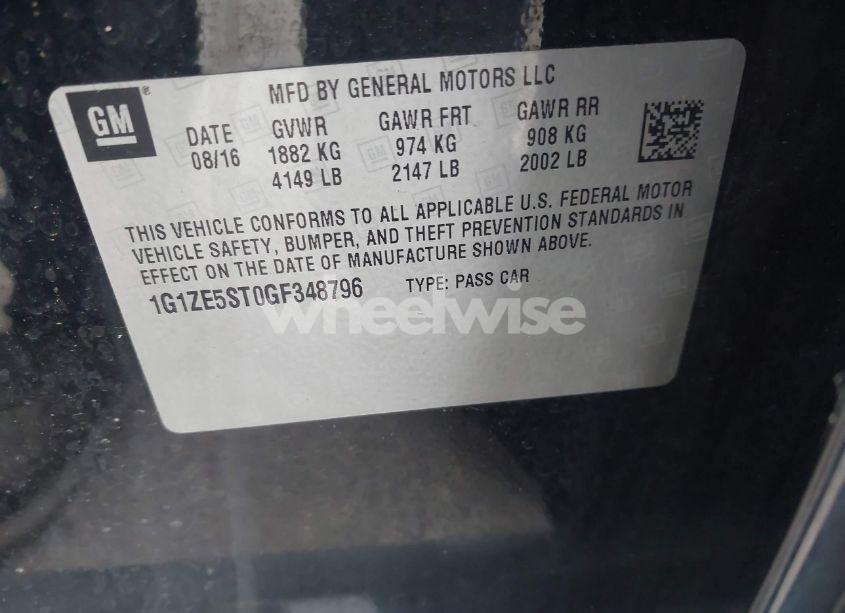 GM ®
MFD BY GENERAL MOTORS LLC
DATE GVWR GAWR FRT GAWR RR
08/16 1882 KG 974 KG 908 KG
4149 LB 2147 LB 2002 LB
THIS VEHICLE CONFORMS TO ALL APPLICABLE U.S. FEDERAL MOTOR
VEHICLE SAFETY, BUMPER, AND THEFT PREVENTION STANDARDS IN
EFFECT ON THE DATE OF MANUFACTURE SHOWN ABOVE.
1G1ZE5ST0GF348796 TYPE: PASS CAR
wheelwise